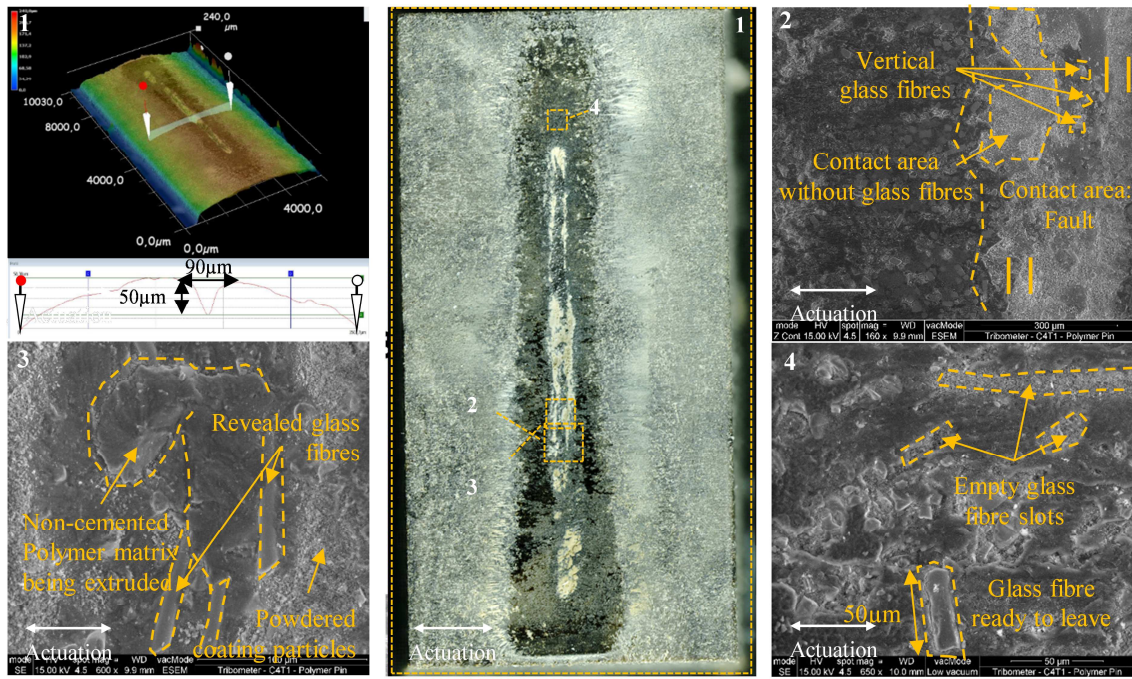 1
240,0
µm
10030,0
8000,0
4000,0
4000,0
0,0µm
0,0µm
90µm
50µm
Actuation
1
4
2
3
Actuation
2
Vertical
glass fibres
Contact area
without glass fibres
Contact area:
Fault
Actuation
mode HV spot mag WD vacMode 300 µm
Z Cont 15.00 kV 4.5 160 x 9.9 mm ESEM Tribometer - C4T1 - Polymer Pin
3
Revealed glass
fibres
Non-cemented
Polymer matrix
being extruded
Powdered
coating particles
Actuation
mode HV spot mag WD vacMode 100 µm
SE 15.00 kV 4.5 600 x 9.9 mm ESEM Tribometer - C4T1 - Polymer Pin
4
Empty glass
fibre slots
50µm
Glass fibre
ready to leave
Actuation
mode HV spot mag WD vacMode 50 µm
SE 15.00 kV 4.5 650 x 10.0 mm Low vacuum Tribometer - C4T1 - Polymer Pin